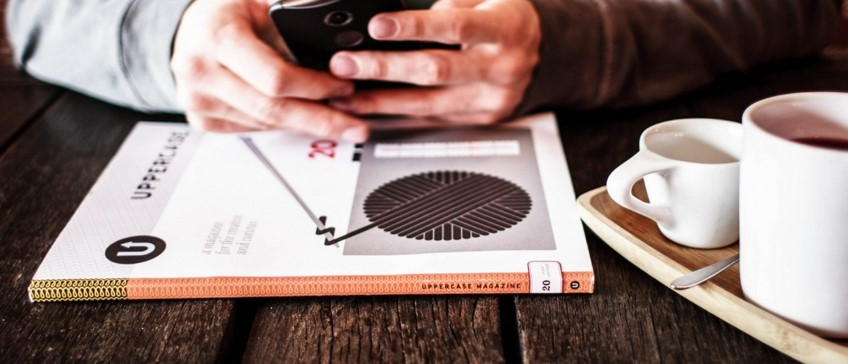 UPPERCASE
20
a magazine
for the creative
and curious
U
UPPERCASE MAGAZINE
20
U